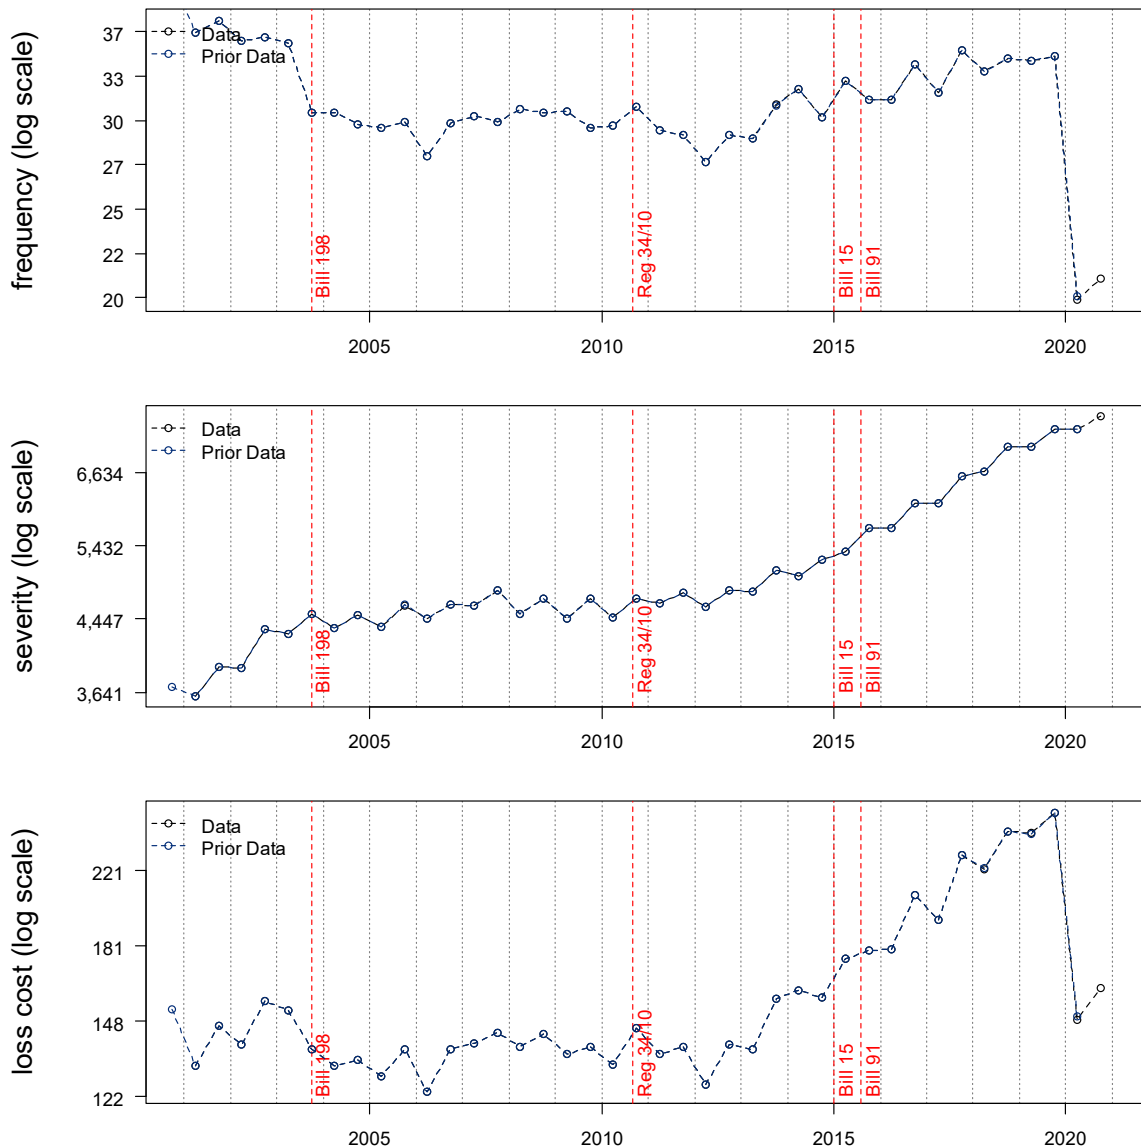 frequency (log scale)
37
33
30
27
25
22
20
Data
Prior Data
Bill 198
Reg 34/10
Bill 15
Bill 91
2005
2010
2015
2020
severity (log scale)
6,634
5,432
4,447
3,641
Data
Prior Data
Bill 198
Reg 34/10
Bill 15
Bill 91
2005
2010
2015
2020
loss cost (log scale)
221
181
148
122
Data
Prior Data
Bill 198
Reg 34/10
Bill 15
Bill 91
2005
2010
2015
2020